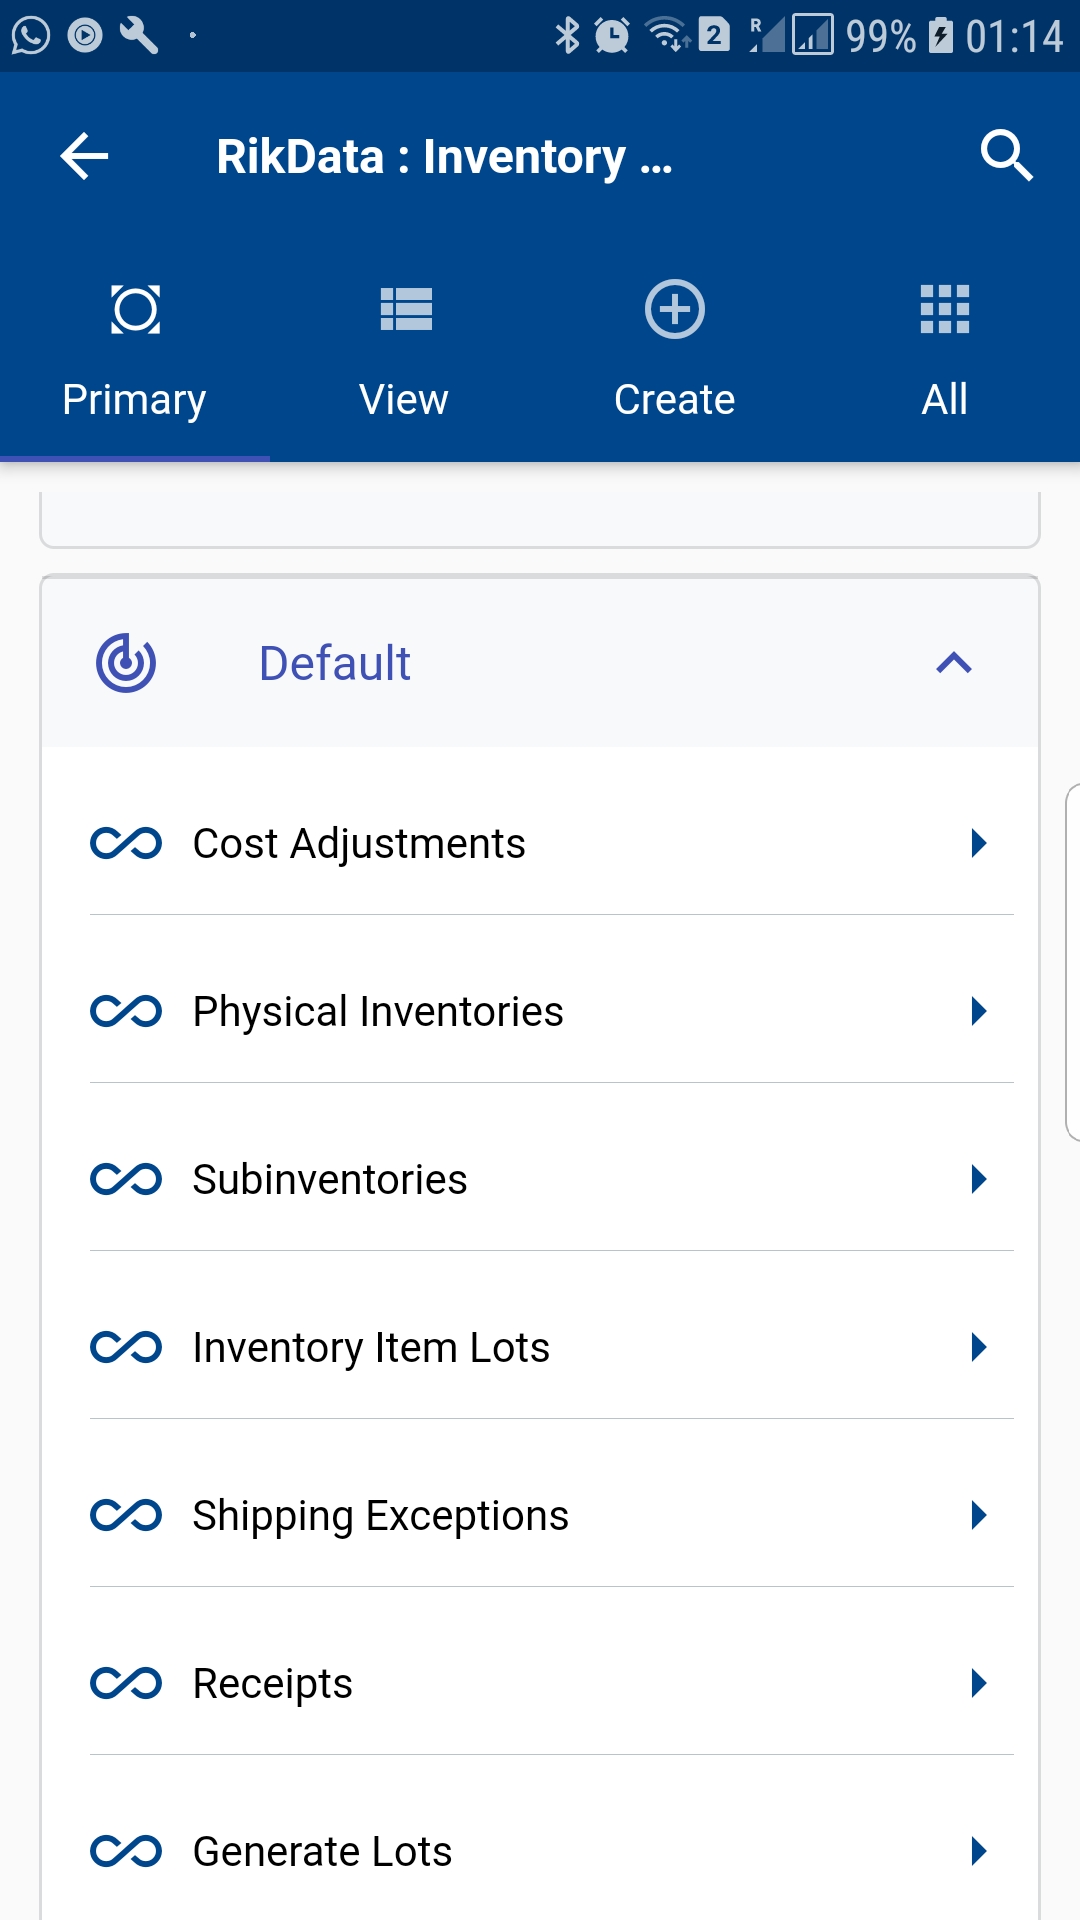 2 R 99% 01:14
RikData : Inventory ...
Primary View Create All
Default
Cost Adjustments
Physical Inventories
Subinventories
Inventory Item Lots
Shipping Exceptions
Receipts
Generate Lots